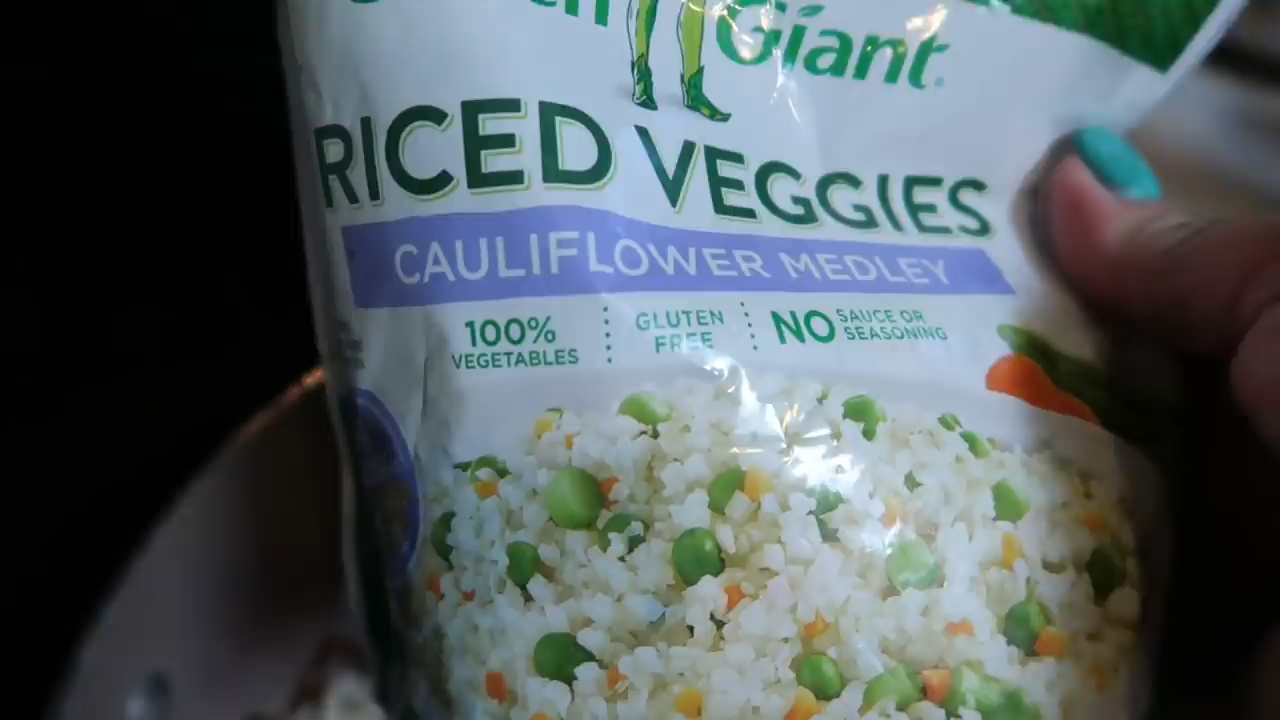 Giant
RICED VEGGIES
CAULIFLOWER MEDLEY
100%
VEGETABLES
GLUTEN
FREE
NO SAUCE OR
SEASONING